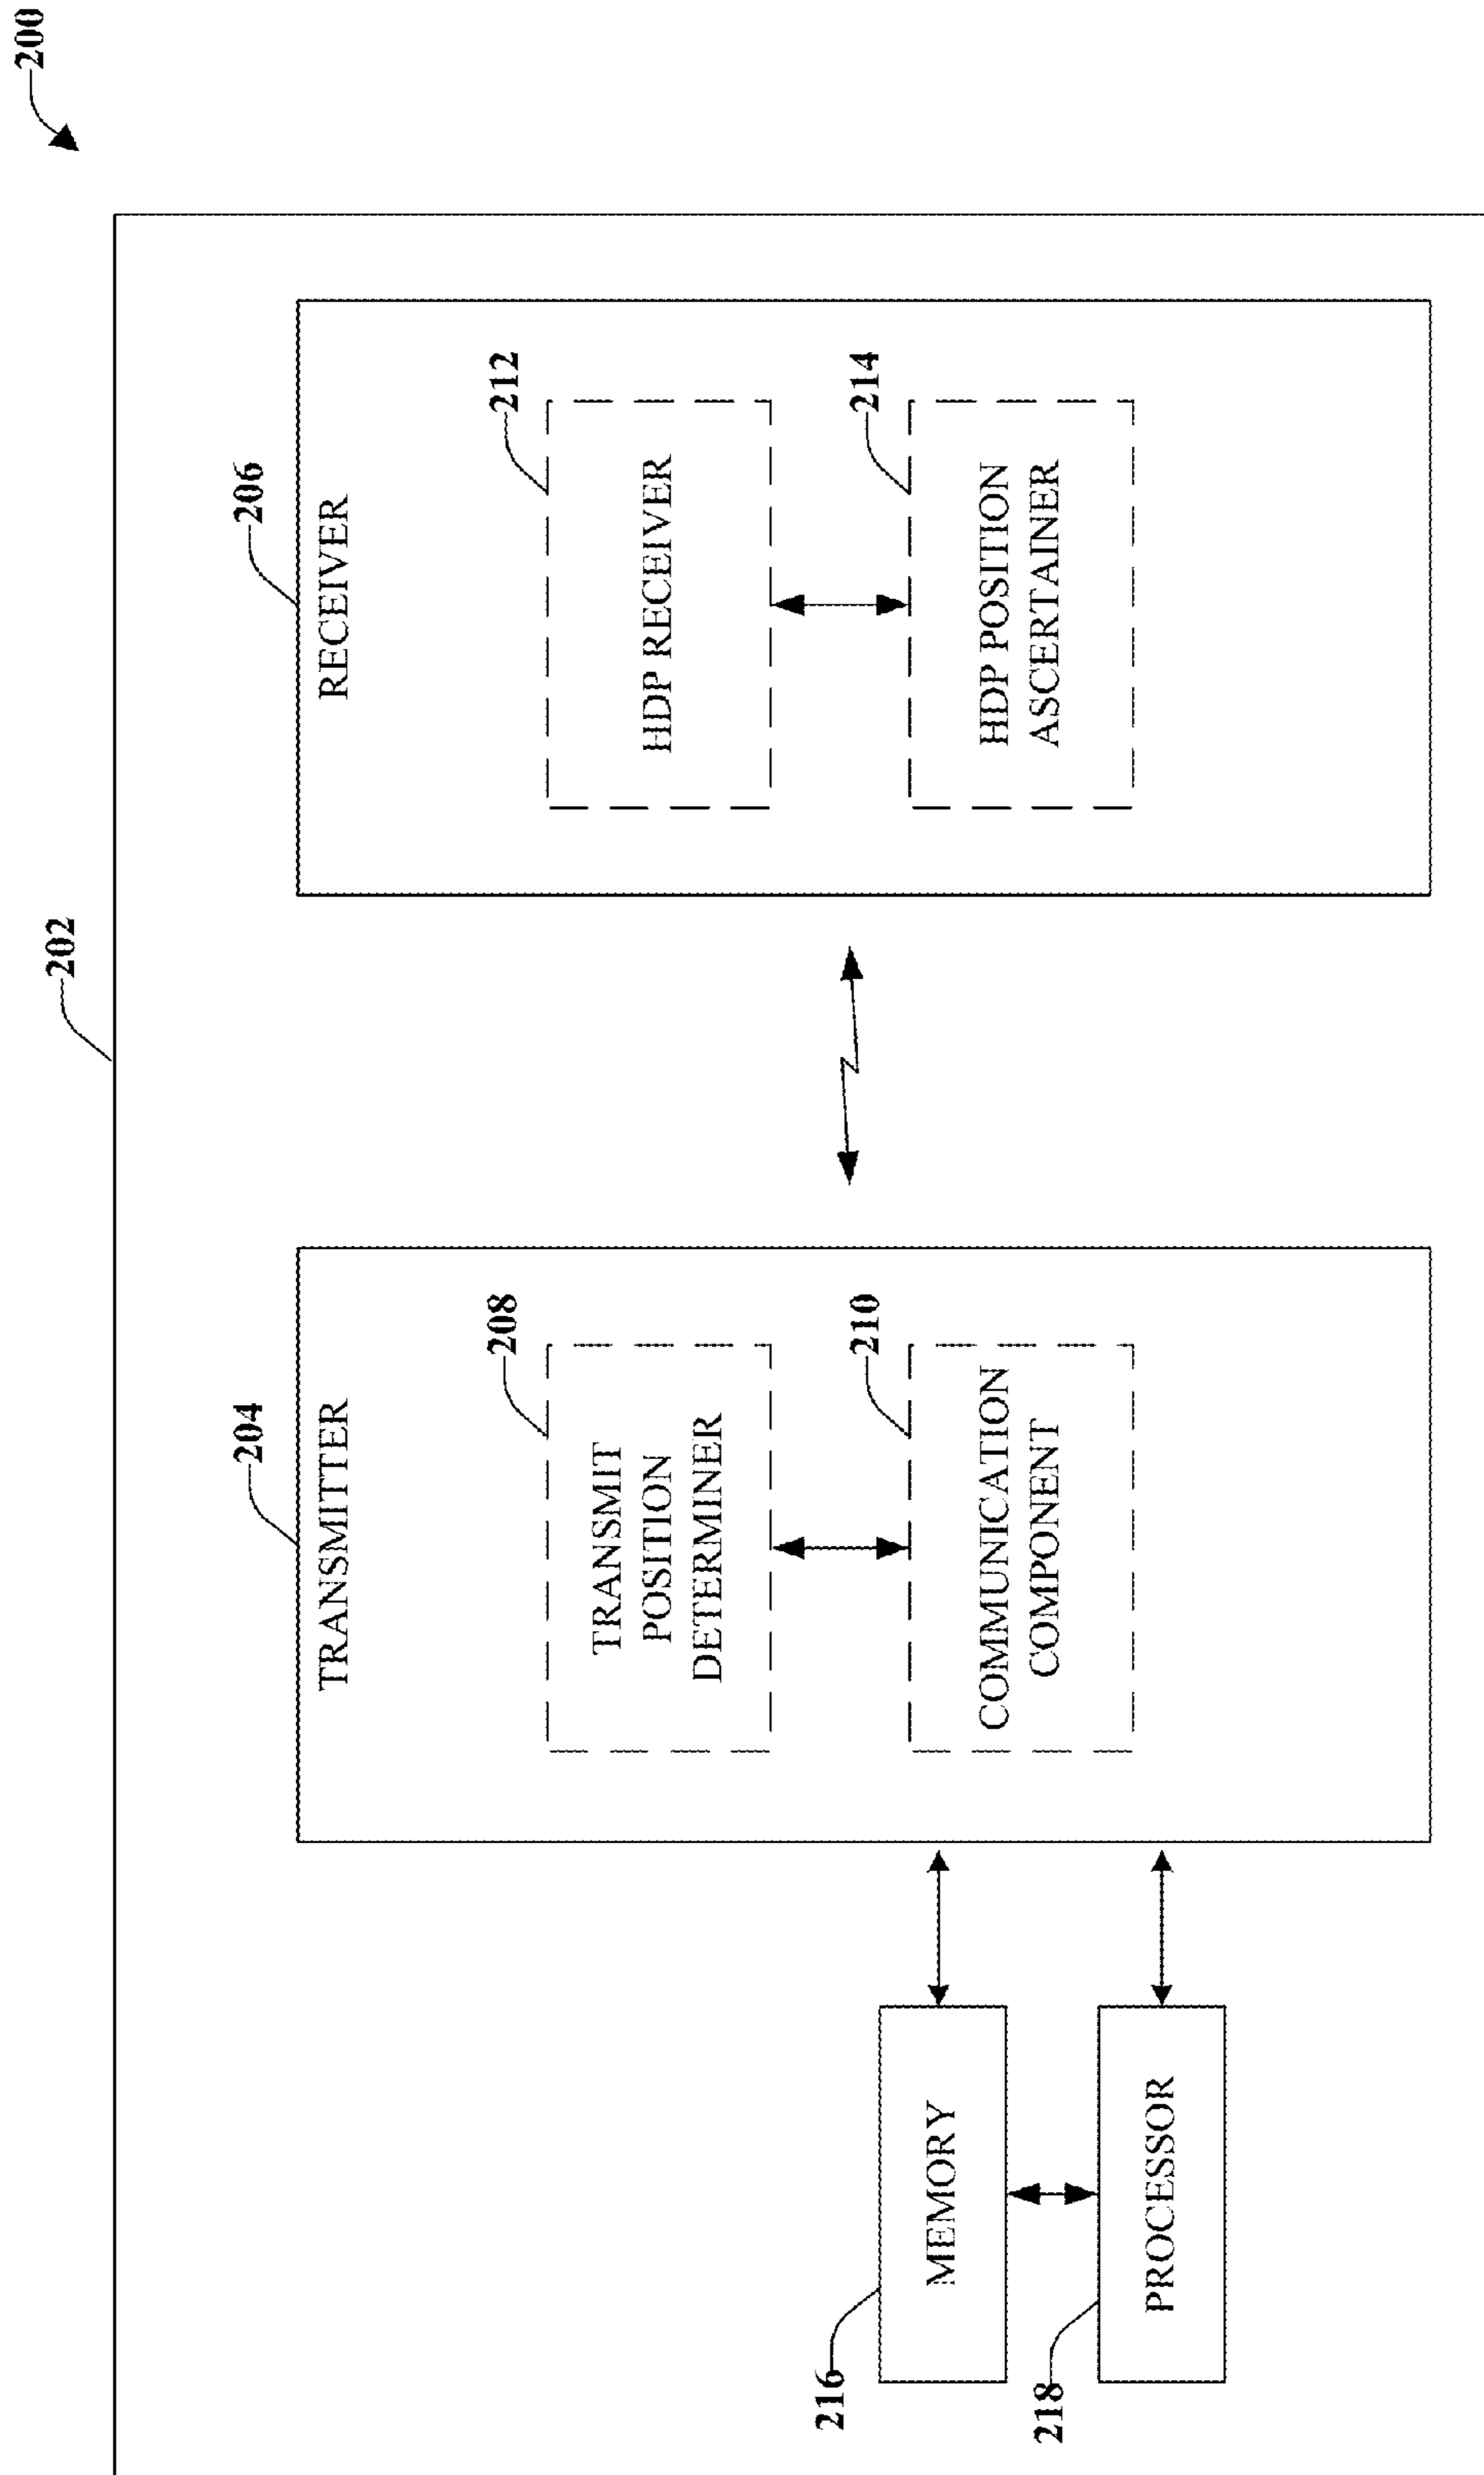 200
202
204
TRANSMITTER
208
TRANSMIT
POSITION
DETERMINER
210
COMMUNICATION
COMPONENT
206
RECEIVER
212
HDP RECEIVER
214
HDP POSITION
ASCERTAINER
216
MEMORY
218
PROCESSOR